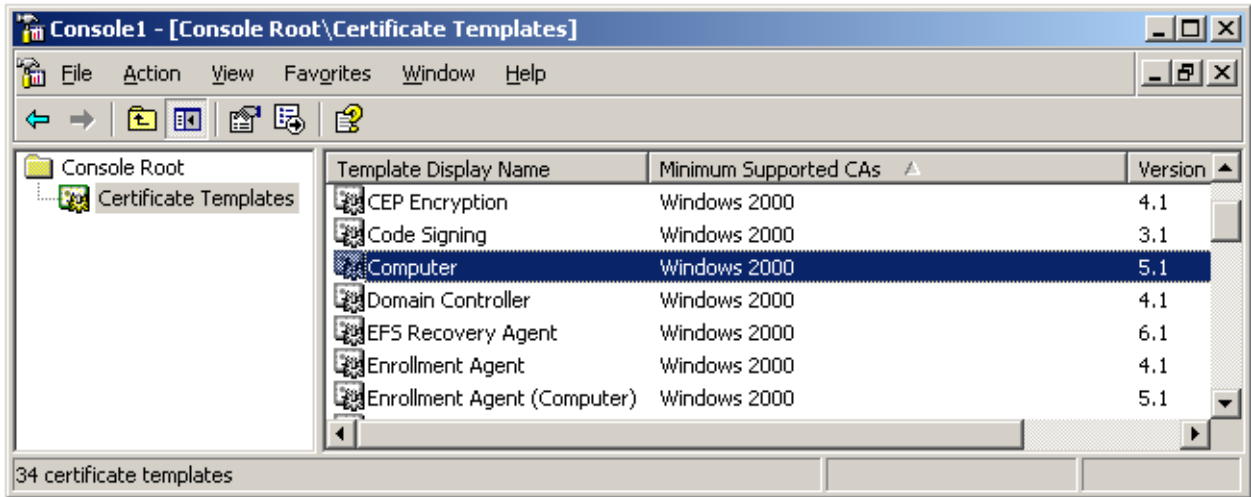 Console1 - [Console Root\Certificate Templates]
File Action View Favorites Window Help
Console Root
Certificate Templates
Template Display Name Minimum Supported CAs Version
CEP Encryption Windows 2000 4.1
Code Signing Windows 2000 3.1
Computer Windows 2000 5.1
Domain Controller Windows 2000 4.1
EFS Recovery Agent Windows 2000 6.1
Enrollment Agent Windows 2000 4.1
Enrollment Agent (Computer) Windows 2000 5.1
34 certificate templates